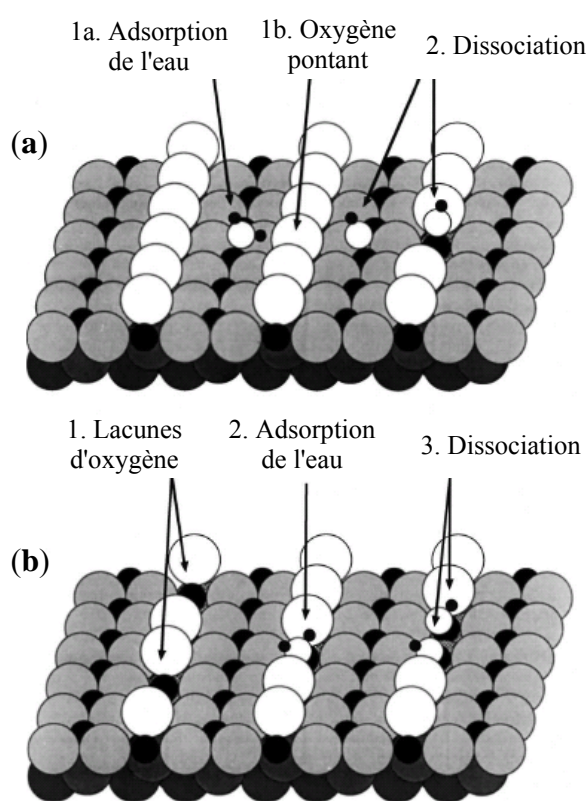 1a. Adsorption
de l'eau
1b. Oxygène
pontant
2. Dissociation
(a)
1. Lacunes
d'oxygène
2. Adsorption
de l'eau
3. Dissociation
(b)